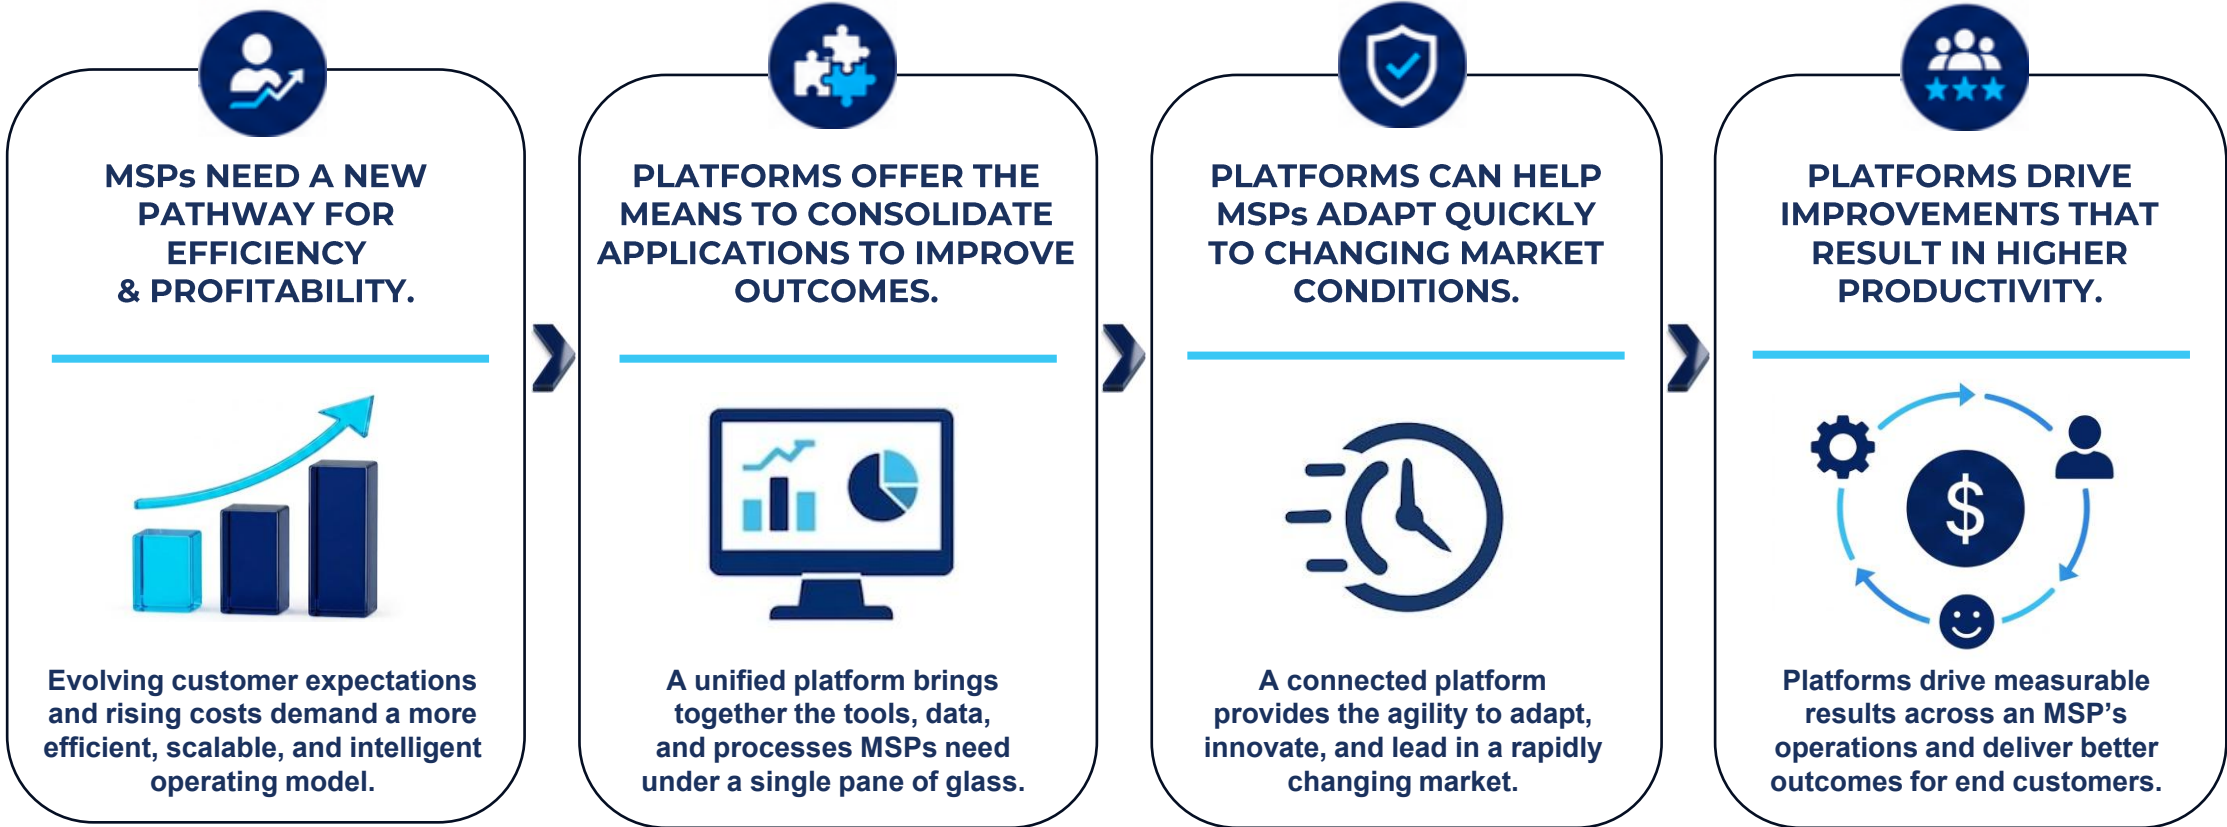 MSPs NEED A NEW
PATHWAY FOR
EFFICIENCY
& PROFITABILITY.
Evolving customer expectations
and rising costs demand a more
efficient, scalable, and intelligent
operating model.
PLATFORMS OFFER THE
MEANS TO CONSOLIDATE
APPLICATIONS TO IMPROVE
OUTCOMES.
A unified platform brings
together the tools, data,
and processes MSPs need
under a single pane of glass.
PLATFORMS CAN HELP
MSPs ADAPT QUICKLY
TO CHANGING MARKET
CONDITIONS.
A connected platform
provides the agility to adapt,
innovate, and lead in a rapidly
changing market.
PLATFORMS DRIVE
IMPROVEMENTS THAT
RESULT IN HIGHER
PRODUCTIVITY.
$
Platforms drive measurable
results across an MSP’s
operations and deliver better
outcomes for end customers.